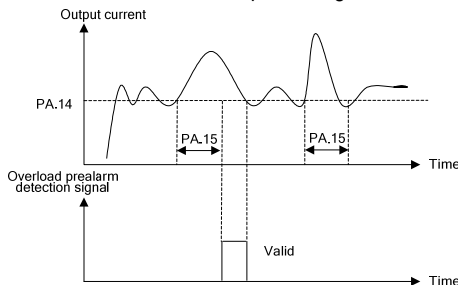 Output current
PA.14
PA.15
PA.15
Time
Overload prealarm
detection signal
Valid
Time